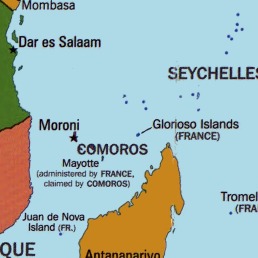 Mombasa
Dar es Salaam
SEYCHELLES
Moroni
Glorioso Islands
(FRANCE)
COMOROS
Mayotte
(administered by FRANCE,
claimed by COMOROS)
Tromel
(FRAN
Juan de Nova
Island (FR.)
QUE
Antananarivo